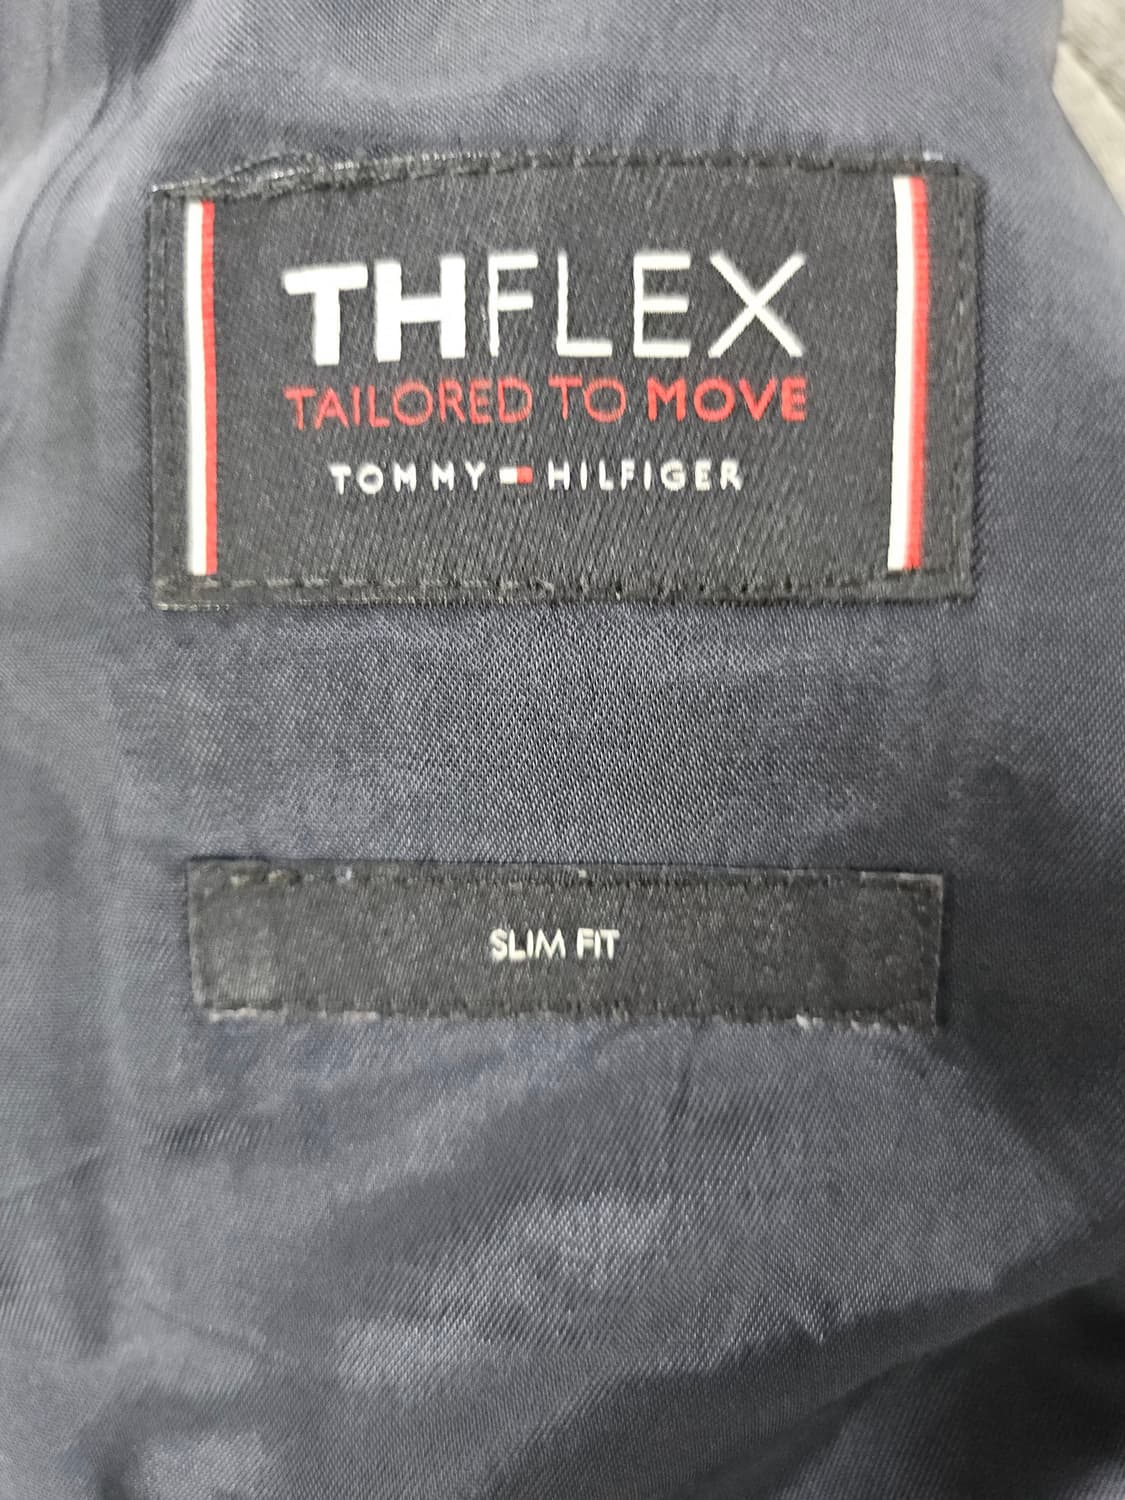 THFLEX
TAILORED TO MOVE
TOMMY HILFIGER
SLIM FIT